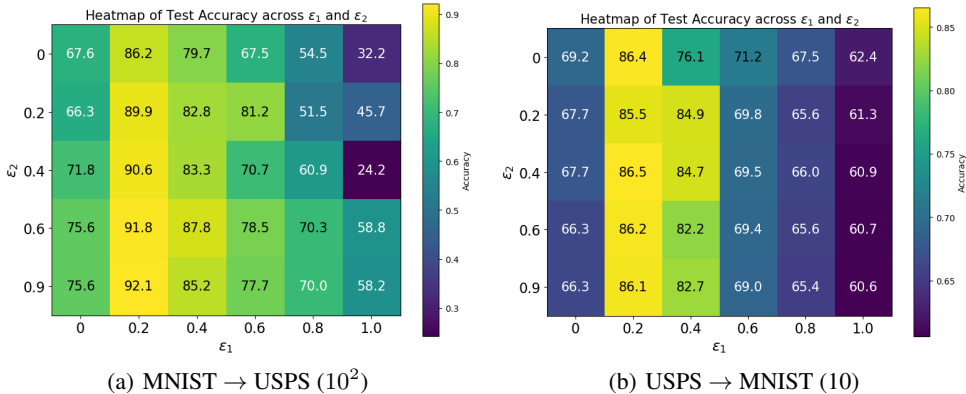 Heatmap of Test Accuracy across ε₁ and ε₂
0 67.6 86.2 79.7 67.5 54.5 32.2
0.2 66.3 89.9 82.8 81.2 51.5 45.7
0.4 71.8 90.6 83.3 70.7 60.9 24.2
0.6 75.6 91.8 87.8 78.5 70.3 58.8
0.9 75.6 92.1 85.2 77.7 70.0 58.2
0 0.2 0.4 0.6 0.8 1.0
ε₁
ε₂
0.9
0.8
0.7
0.6
0.5
0.4
0.3
Accuracy
(a) MNIST → USPS (10²)
Heatmap of Test Accuracy across ε₁ and ε₂
0 69.2 86.4 76.1 71.2 67.5 62.4
0.2 67.7 85.5 84.9 69.8 65.6 61.3
0.4 67.7 86.5 84.7 69.5 66.0 60.9
0.6 66.3 86.2 82.2 69.4 65.6 60.7
0.9 66.3 86.1 82.7 69.0 65.4 60.6
0 0.2 0.4 0.6 0.8 1.0
ε₁
ε₂
0.85
0.80
0.75
0.70
0.65
Accuracy
(b) USPS → MNIST (10)